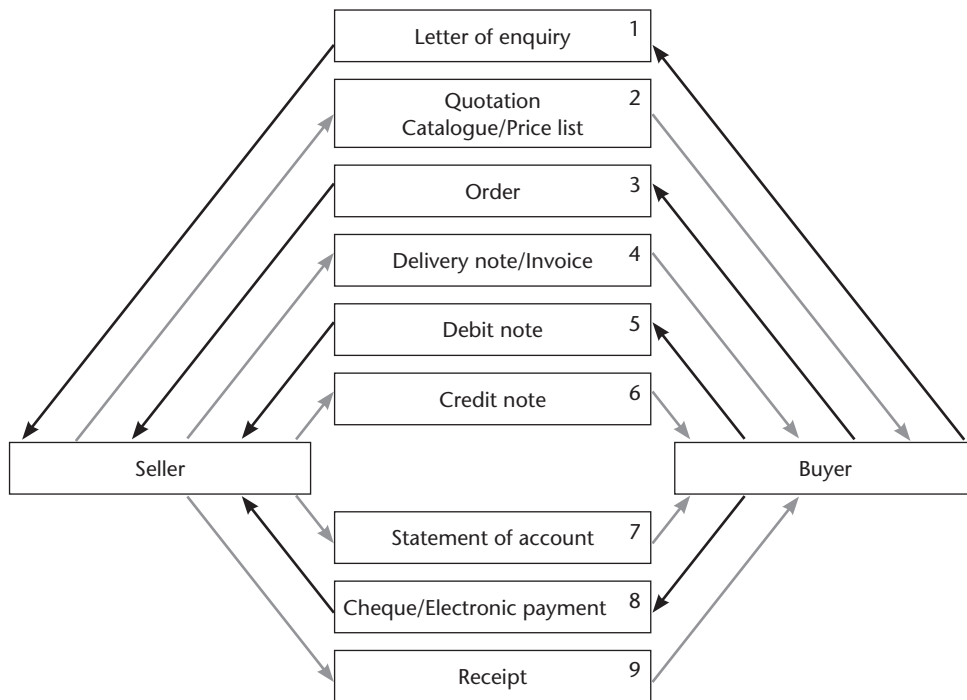 Letter of enquiry 1
Quotation 2
Catalogue/Price list
Order 3
Delivery note/Invoice 4
Debit note 5
Credit note 6
Seller
Buyer
Statement of account 7
Cheque/Electronic payment 8
Receipt 9